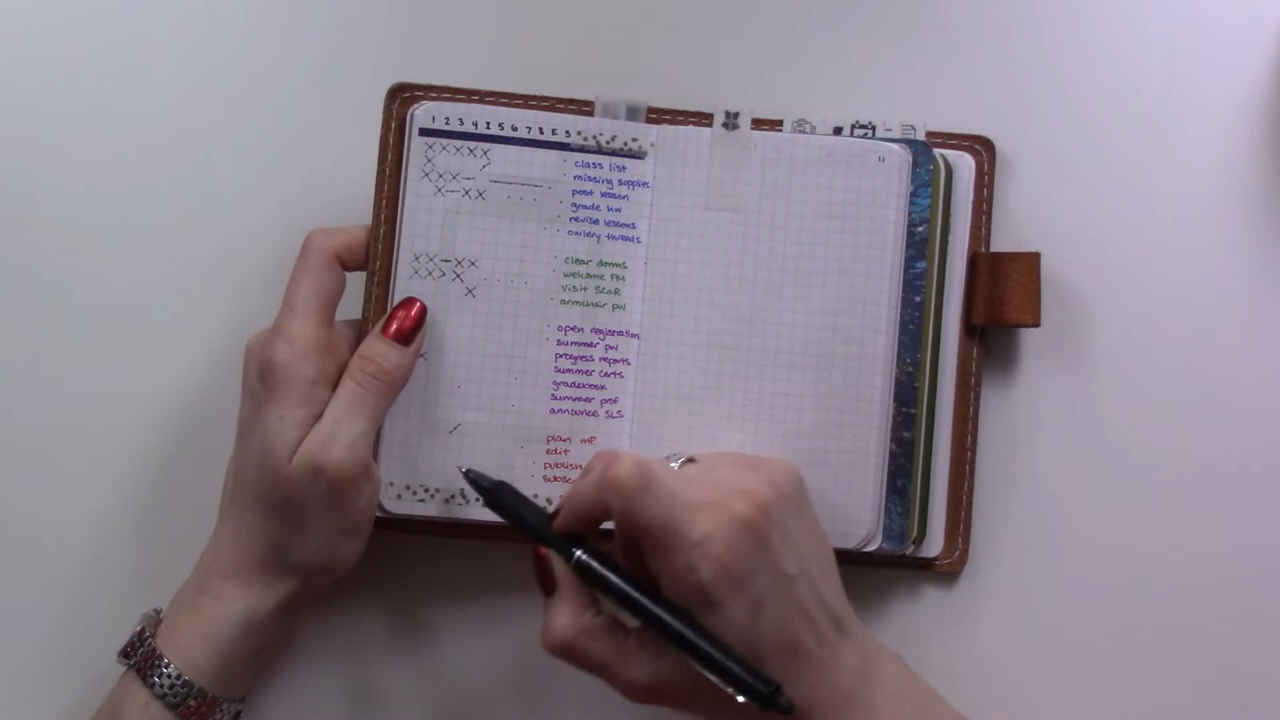 1 2 3 4 I 5 6 7 8 E 9
11
class list
missing supplies
post lesson
grade hw
revise lessons
owlery threads
clear dorms
welcome PM
visit
armchair pw
open registration
summer pw
progress reports
summer certs
gradebook
summer prof
announce SLS
plan
edit
publish